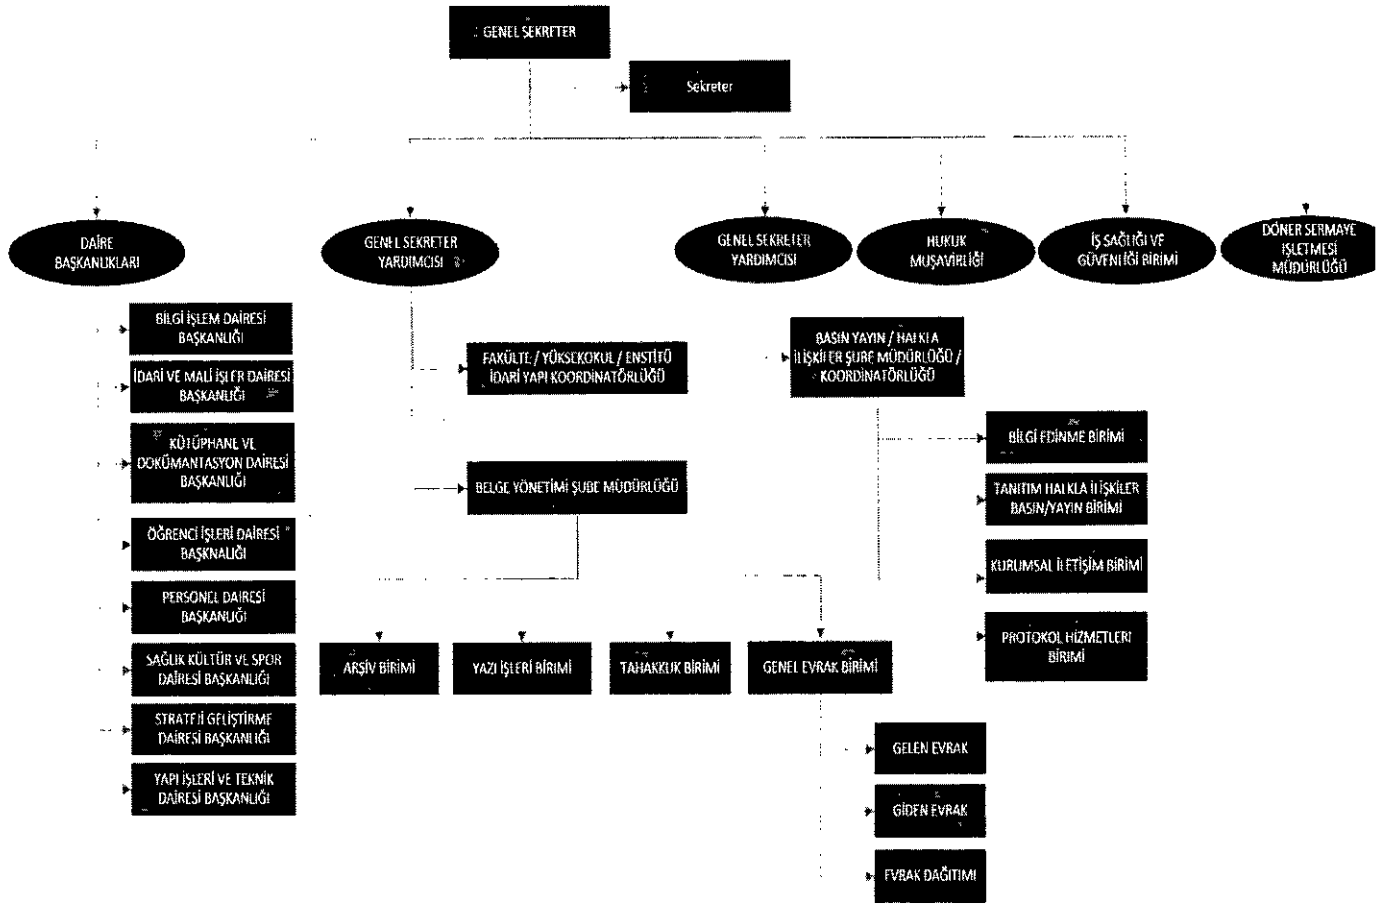 GENEL SEKRETER
Sekreter
DAİRE
BAŞKANLIKLARI
GENEL SEKRETER
YARDIMCISI
GENEL SEKRETER
YARDIMCISI
HUKUK
MUŞAVİRLİĞİ
İŞ SAĞLIĞI VE
GÜVENLİĞİ BİRİMİ
DÖNER SERMAYE
IŞLETMESİ
MÜDÜRLÜĞÜ
BİLGİ İŞLEM DAİRESİ
BAŞKANLIĞI
İDARİ VE MALİ İŞLER DAİRESİ
BAŞKANLIĞI
KÜTÜPHANE VE
DOKÜMANTASYON DAİRESİ
BAŞKANLIĞI
ÖĞRENCİ İŞLERİ DAİRESİ
BAŞKNALIĞI
PERSONEL DAİRESİ
BAŞKANLIĞI
SAĞLIK KÜLTÜR VE SPOR
DAİRESİ BAŞKANLIĞI
STRATEJİ GELİŞTİRME
DAİRESİ BAŞKANLIĞI
YAPI İŞLERİ VE TEKNİK
DAİRESİ BAŞKANLIĞI
FAKÜLTE / YÜKSEKOKUL / ENSTİTÜ
İDARİ YAPI KOORDİNATÖRLÜĞÜ
BELGE YÖNETİMİ ŞUBE MÜDÜRLÜĞÜ
ARŞİV BİRİMİ
YAZI İŞLERİ BİRİMİ
TAHAKKUK BİRİMİ
GENEL EVRAK BİRİMİ
GELEN EVRAK
GİDEN EVRAK
EVRAK DAĞITIMI
BASIN YAYIN / HALKLA
İLİŞKİLER ŞUBE MÜDÜRLÜĞÜ /
KOORDİNATÖRLÜĞÜ
BİLGİ EDİNME BİRİMİ
TANITIM HALKLA İLİŞKİLER
BASIN/YAYIN BİRİMİ
KURUMSAL İLETİŞİM BİRİMİ
PROTOKOL HİZMETLERİ
BİRİMİ